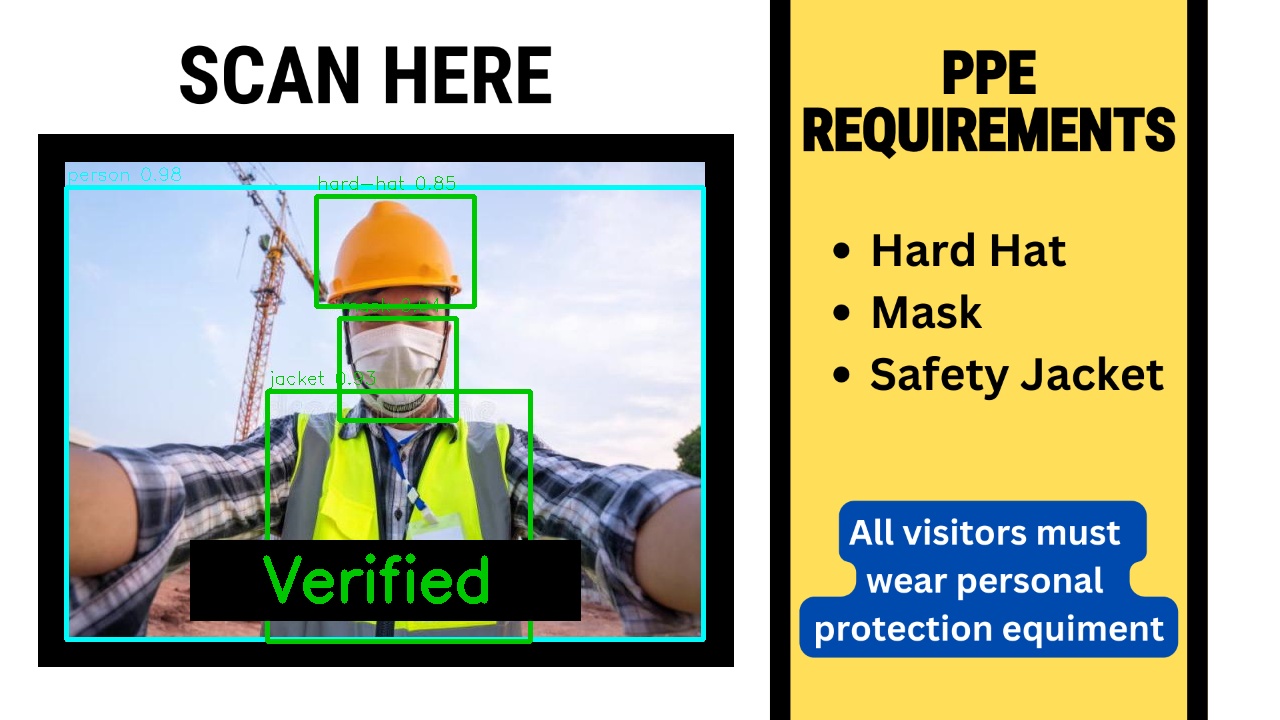 SCAN HERE
person 0.98
hard-hat 0.85
jacket 0.93
Verified
PPE
REQUIREMENTS
• Hard Hat
• Mask
• Safety Jacket
All visitors must
wear personal
protection equiment